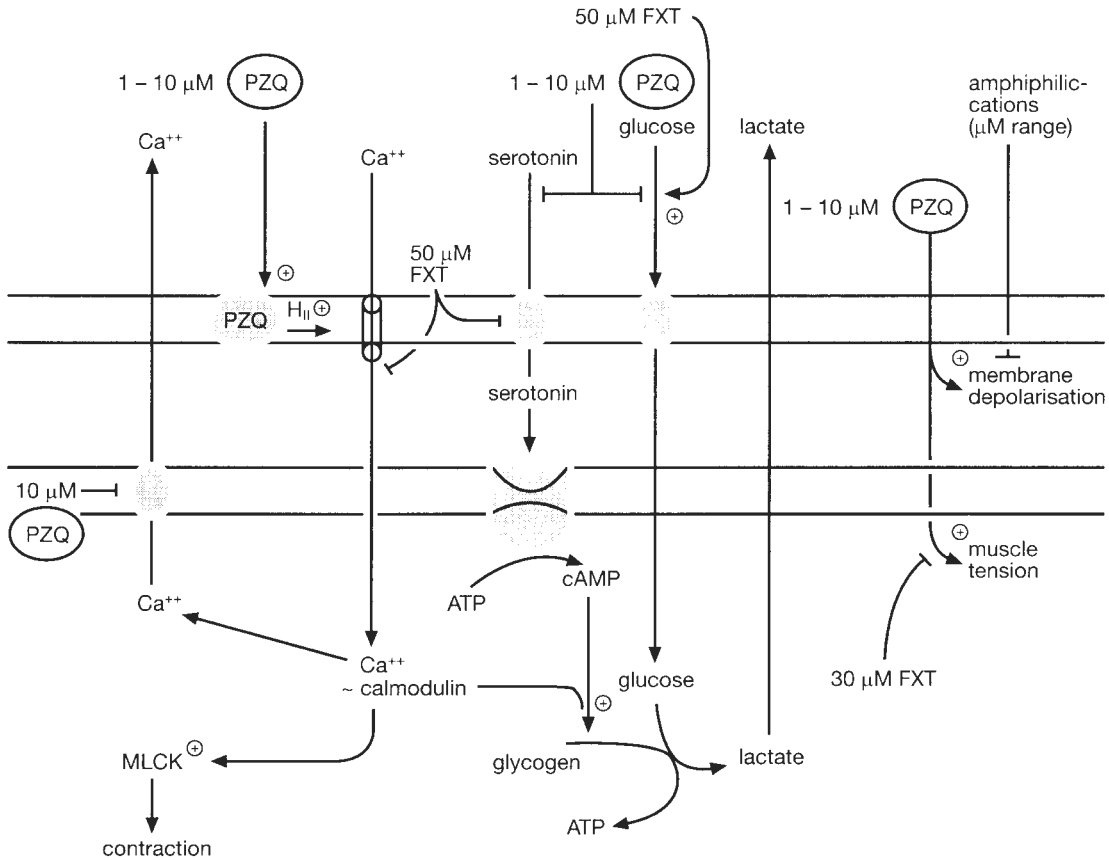 50 μM FXT
1 – 10 μM PZQ
1 – 10 μM PZQ
amphiphilic-
cations
(μM range)
Ca⁺⁺
Ca⁺⁺
serotonin
glucose
lactate
⊕
1 – 10 μM PZQ
⊕
50 μM
FXT
PZQ
H_II ⊕
⊕
membrane
depolarisation
serotonin
10 μM
PZQ
⊕
muscle
tension
ATP
cAMP
Ca⁺⁺
Ca⁺⁺
~ calmodulin
glucose
30 μM FXT
⊕
MLCK ⊕
glycogen
lactate
ATP
contraction